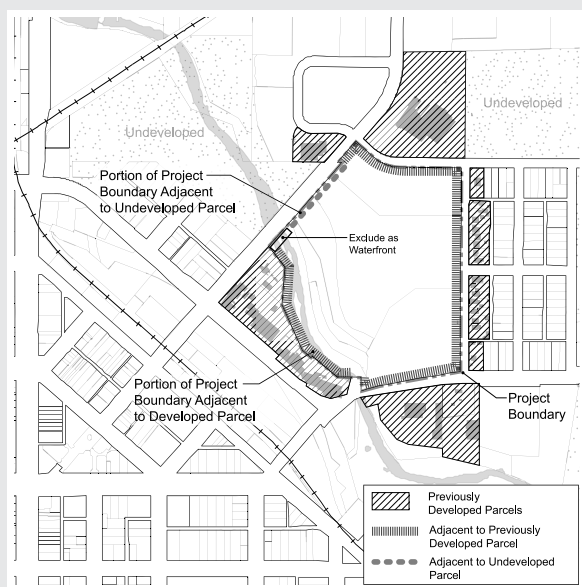 Undeveloped
Undeveloped
Portion of Project
Boundary Adjacent
to Undeveloped Parcel
Exclude as
Waterfront
Portion of Project
Boundary Adjacent
to Developed Parcel
Project
Boundary
Previously
Developed Parcels
Adjacent to Previously
Developed Parcel
Adjacent to Undeveloped
Parcel